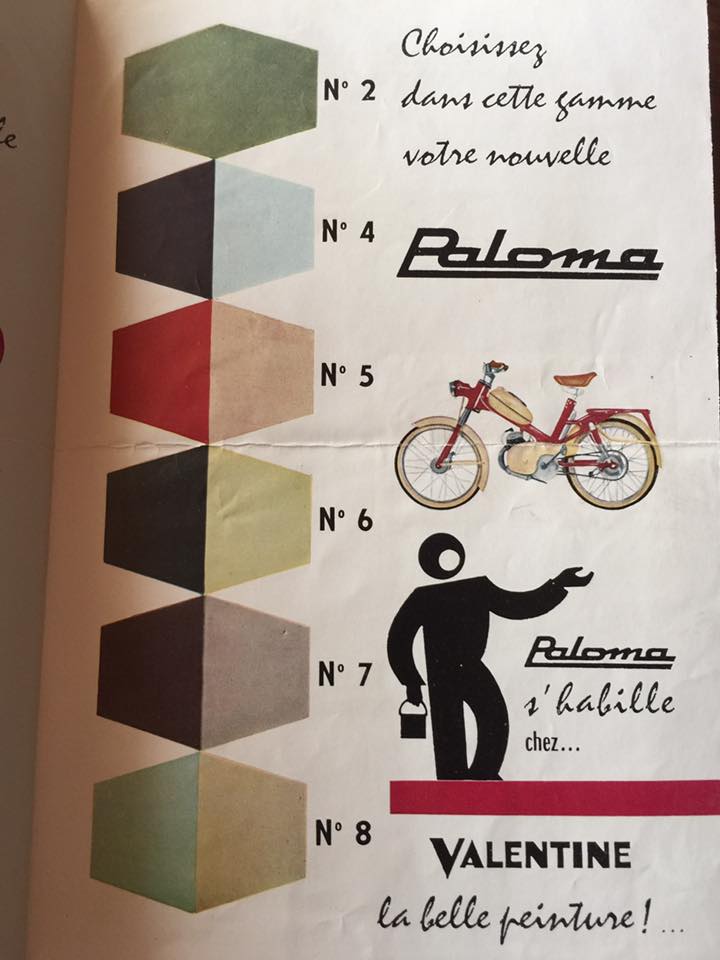 le
N° 2
N° 4
N° 5
N° 6
N° 7
N° 8
Choisissez
dans cette gamme
votre nouvelle
Paloma
Paloma
s'habille
chez...
VALENTINE
la belle peinture! ...